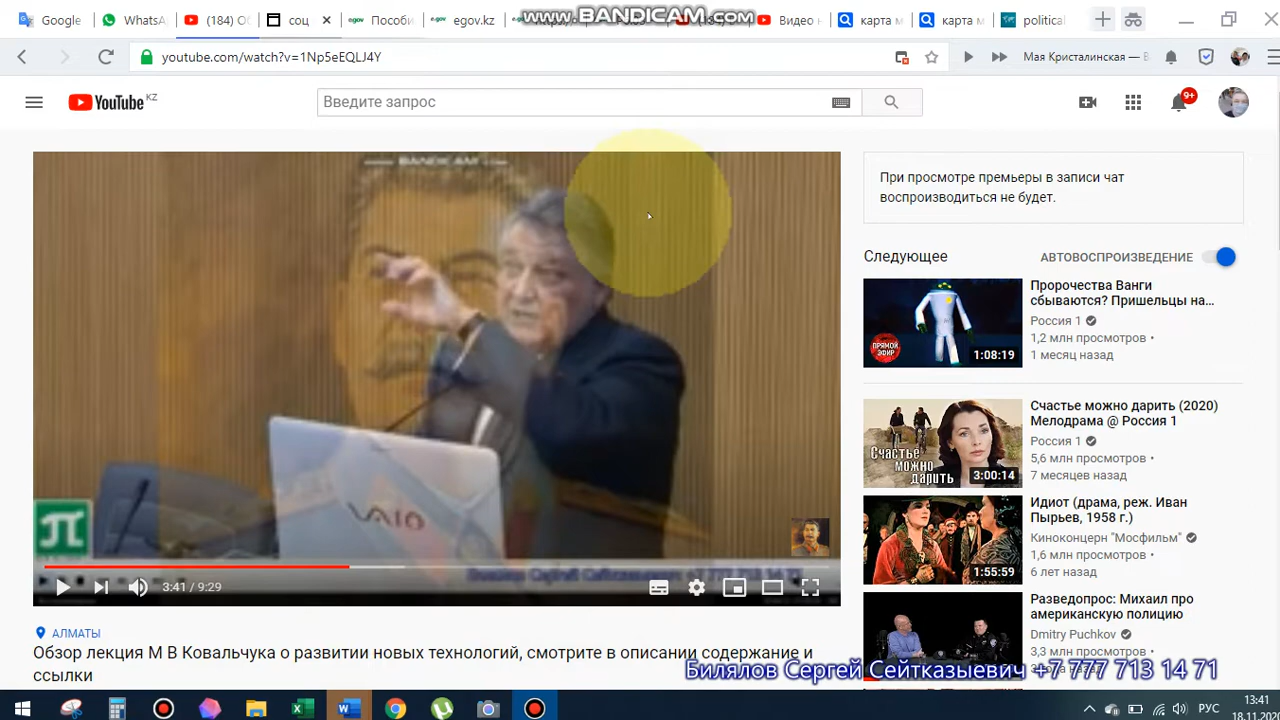 Google
WhatsA
(184) О
соц
Пособи
egov.kz
Видео н
карта м
карта м
political
www.BANDICAM.com
youtube.com/watch?v=1Np5eEQLJ4Y
Мая Кристалинская — В
YouTube KZ
Введите запрос
9+
При просмотре премьеры в записи чат
воспроизводиться не будет.
Следующее
АВТОВОСПРОИЗВЕДЕНИЕ
Пророчества Ванги
сбываются? Пришельцы на...
Россия 1
1,2 млн просмотров •
1 месяц назад
ПРЯМОЙ
ЭФИР
1:08:19
Счастье можно дарить (2020)
Мелодрама @ Россия 1
Россия 1
5,6 млн просмотров •
7 месяцев назад
Счастье
можно
дарить
3:00:14
Идиот (драма, реж. Иван
Пырьев, 1958 г.)
Киноконцерн "Мосфильм"
1,6 млн просмотров •
6 лет назад
1:55:59
Разведопрос: Михаил про
американскую полицию
Dmitry Puchkov
3,3 млн просмотров •
BANDICAM
VAIO
π
3:41 / 9:29
АЛМАТЫ
Обзор лекция М В Ковальчука о развитии новых технологий, смотрите в описании содержание и
ссылки
Билялов Сергей Сейтказыевич +7 777 713 14 71
РУС
13:41
18.11.2020